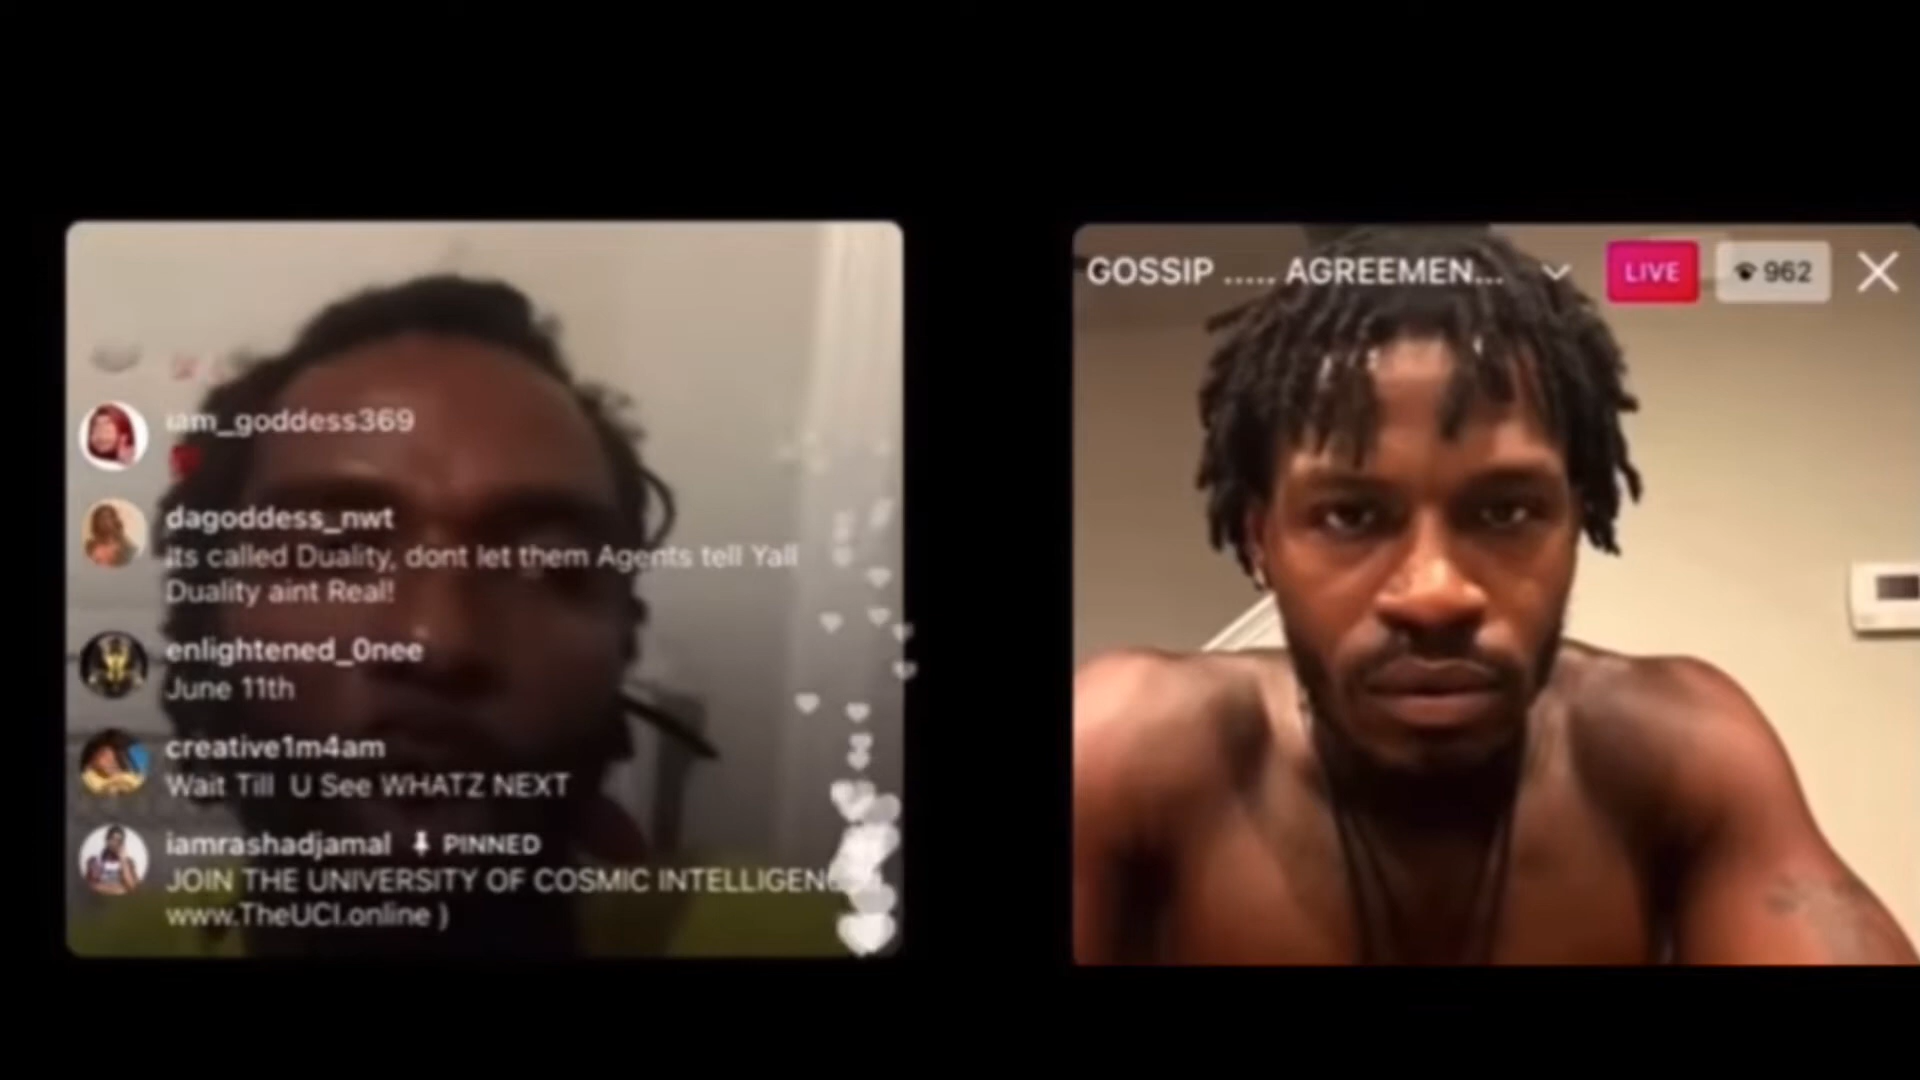 iam_goddess369
dagoddess_nwt
its called Duality, dont let them Agents tell Yall
Duality aint Real!
enlightened_0nee
June 11th
creative1m4am
Wait Till U See WHATZ NEXT
iamrashadjamal PINNED
JOIN THE UNIVERSITY OF COSMIC INTELLIGENC
www.TheUCI.online )
GOSSIP ..... AGREEMEN... LIVE 962